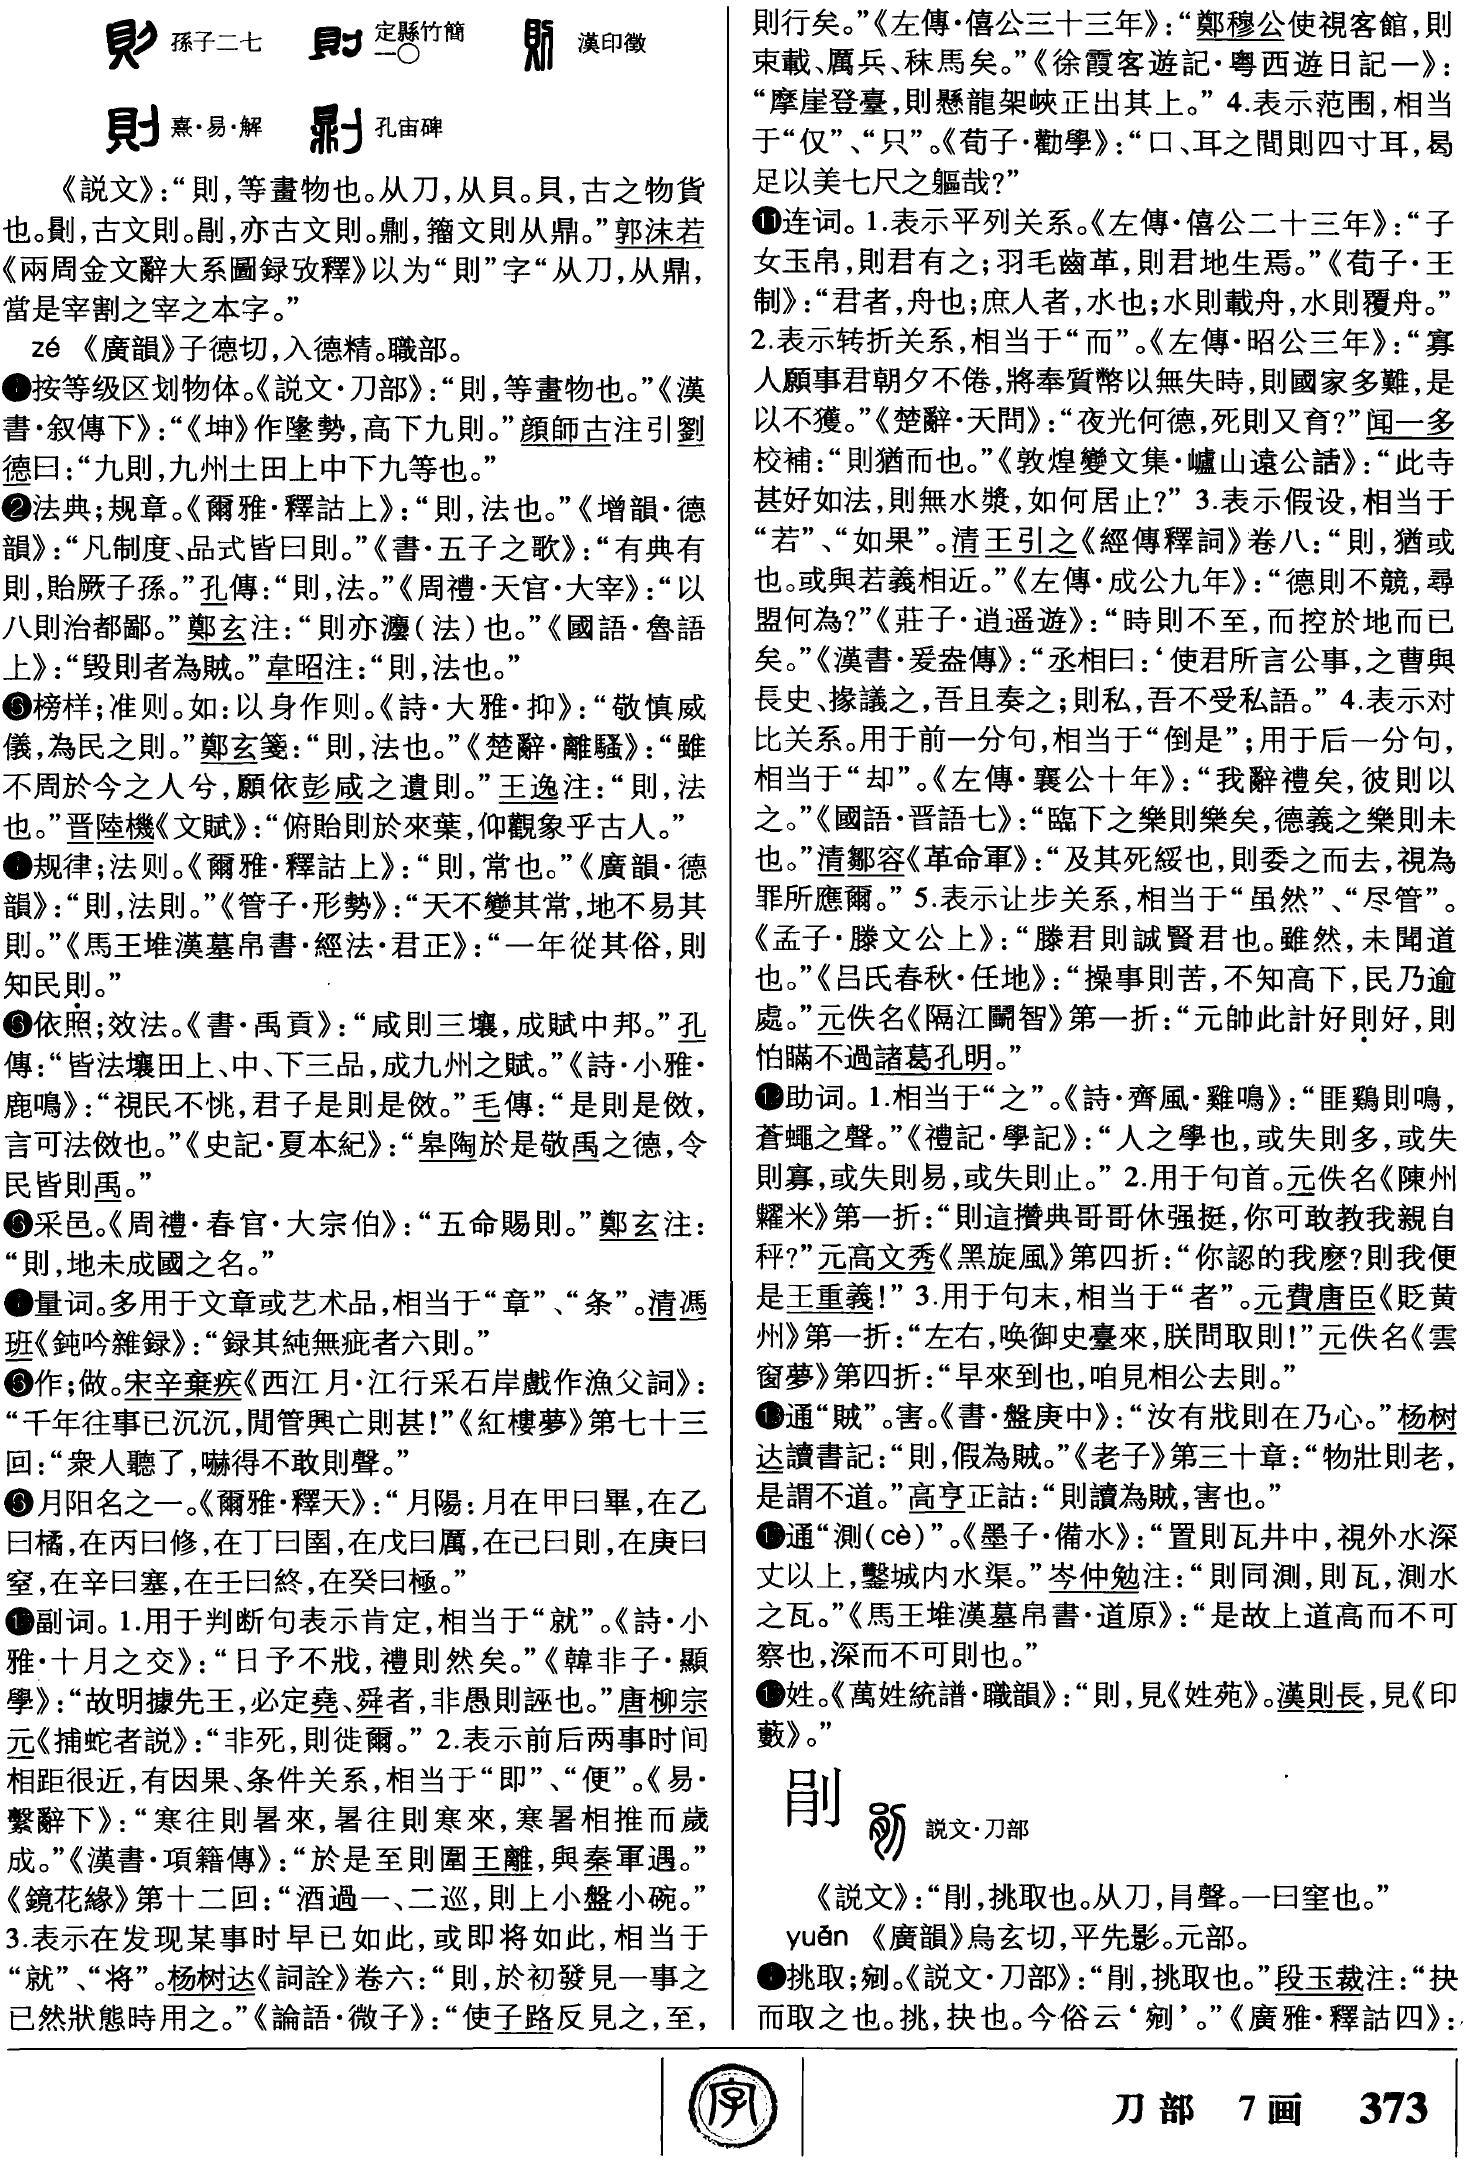 孫子二七 定縣竹簡一〇 漢印徵
熹·易·解 孔宙碑
《説文》：“則，等畫物也。从刀，从貝。貝，古之物貨
也。𠟭，古文則。𠟻，亦古文則。鼎刂，籀文則从鼎。”郭沫若
《兩周金文辭大系圖録攷釋》以为“則”字“从刀，从鼎，
當是宰割之宰之本字。”
zé 《廣韻》子德切，入德精。職部。
❶按等级区划物体。《説文·刀部》：“則，等畫物也。”《漢
書·叙傳下》：“《坤》作墬勢，高下九則。”顔師古注引劉
德曰：“九則，九州土田上中下九等也。”
❷法典；规章。《爾雅·釋詁上》：“則，法也。”《增韻·德
韻》：“凡制度、品式皆曰則。”《書·五子之歌》：“有典有
則，貽厥子孫。”孔傳：“則，法。”《周禮·天官·大宰》：“以
八則治都鄙。”鄭玄注：“則亦灋(法)也。”《國語·魯語
上》：“毁則者為賊。”韋昭注：“則，法也。”
❸榜样；准则。如：以身作则。《詩·大雅·抑》：“敬慎威
儀，為民之則。”鄭玄箋：“則，法也。”《楚辭·離騷》：“雖
不周於今之人兮，願依彭咸之遺則。”王逸注：“則，法
也。”晋陸機《文賦》：“俯貽則於來葉，仰觀象乎古人。”
❹规律；法则。《爾雅·釋詁上》：“則，常也。”《廣韻·德
韻》：“則，法則。”《管子·形勢》：“天不變其常，地不易其
則。”《馬王堆漢墓帛書·經法·君正》：“一年從其俗，則
知民則。”
❺依照；效法。《書·禹貢》：“咸則三壤，成賦中邦。”孔
傳：“皆法壤田上、中、下三品，成九州之賦。”《詩·小雅·
鹿鳴》：“視民不恌，君子是則是傚。”毛傳：“是則是傚，
言可法傚也。”《史記·夏本紀》：“皋陶於是敬禹之德，令
民皆則禹。”
❻采邑。《周禮·春官·大宗伯》：“五命賜則。”鄭玄注：
“則，地未成國之名。”
❼量词。多用于文章或艺术品，相当于“章”、“条”。清馮
班《鈍吟雜録》：“録其純無疵者六則。”
❽作；做。宋辛棄疾《西江月·江行采石岸戲作漁父詞》：
“千年往事已沉沉，閒管興亡則甚！”《紅樓夢》第七十三
回：“衆人聽了，嚇得不敢則聲。”
❾月阳名之一。《爾雅·釋天》：“月陽：月在甲曰畢，在乙
曰橘，在丙曰修，在丁曰圉，在戊曰厲，在己曰則，在庚曰
窒，在辛曰塞，在壬曰終，在癸曰極。”
❿副词。1.用于判断句表示肯定，相当于“就”。《詩·小
雅·十月之交》：“日予不戕，禮則然矣。”《韓非子·顯
學》：“故明據先王，必定堯、舜者，非愚則誣也。”唐柳宗
元《捕蛇者説》：“非死，則徙爾。” 2.表示前后两事时间
相距很近，有因果、条件关系，相当于“即”、“便”。《易·
繫辭下》：“寒往則暑來，暑往則寒來，寒暑相推而歲
成。”《漢書·項籍傳》：“於是至則圍王離，與秦軍遇。”
《鏡花緣》第十二回：“酒過一、二巡，則上小盤小碗。”
3.表示在发现某事时早已如此，或即将如此，相当于
“就”、“将”。杨树达《詞詮》卷六：“則，於初發見一事之
已然狀態時用之。”《論語·微子》：“使子路反見之，至，
則行矣。”《左傳·僖公三十三年》：“鄭穆公使視客館，則
束載、厲兵、秣馬矣。”《徐霞客遊記·粤西遊日記一》：
“摩崖登臺，則懸龍架峽正出其上。” 4.表示范围，相当
于“仅”、“只”。《荀子·勸學》：“口、耳之間則四寸耳，曷
足以美七尺之軀哉？”
⓫连词。1.表示平列关系。《左傳·僖公二十三年》：“子
女玉帛，則君有之；羽毛齒革，則君地生焉。”《荀子·王
制》：“君者，舟也；庶人者，水也；水則載舟，水則覆舟。”
2.表示转折关系，相当于“而”。《左傳·昭公三年》：“寡
人願事君朝夕不倦，將奉質幣以無失時，則國家多難，是
以不獲。”《楚辭·天問》：“夜光何德，死則又育？”闻一多
校補：“則猶而也。”《敦煌變文集·廬山遠公話》：“此寺
甚好如法，則無水漿，如何居止？” 3.表示假设，相当于
“若”、“如果”。清王引之《經傳釋詞》卷八：“則，猶或
也。或與若義相近。”《左傳·成公九年》：“德則不競，尋
盟何為？”《莊子·逍遥遊》：“時則不至，而控於地而已
矣。”《漢書·爰盎傳》：“丞相曰：‘使君所言公事，之曹與
長史、掾議之，吾且奏之；則私，吾不受私語。” 4.表示对
比关系。用于前一分句，相当于“倒是”；用于后一分句，
相当于“却”。《左傳·襄公十年》：“我辭禮矣，彼則以
之。”《國語·晋語七》：“臨下之樂則樂矣，德義之樂則未
也。”清鄒容《革命軍》：“及其死綏也，則委之而去，視為
罪所應爾。” 5.表示让步关系，相当于“虽然”、“尽管”。
《孟子·滕文公上》：“滕君則誠賢君也。雖然，未聞道
也。”《吕氏春秋·任地》：“操事則苦，不知高下，民乃逾
處。”元佚名《隔江鬭智》第一折：“元帥此計好則好，則
怕瞞不過諸葛孔明。”
⓬助词。1.相当于“之”。《詩·齊風·雞鳴》：“匪鷄則鳴，
蒼蠅之聲。”《禮記·學記》：“人之學也，或失則多，或失
則寡，或失則易，或失則止。” 2.用于句首。元佚名《陳州
糶米》第一折：“則這攢典哥哥休强挺，你可敢教我親自
秤？”元高文秀《黑旋風》第四折：“你認的我麽？則我便
是王重義！” 3.用于句末，相当于“者”。元費唐臣《貶黄
州》第一折：“左右，唤御史臺來，朕問取則！”元佚名《雲
窗夢》第四折：“早來到也，咱見相公去則。”
⓭通“賊”。害。《書·盤庚中》：“汝有戕則在乃心。”杨树
达讀書記：“則，假為賊。”《老子》第三十章：“物壯則老，
是謂不道。”高亨正詁：“則讀為賊，害也。”
⓮通“測(cè)”。《墨子·備水》：“置則瓦井中，視外水深
丈以上，鑿城内水渠。”岑仲勉注：“則同測，則瓦，測水
之瓦。”《馬王堆漢墓帛書·道原》：“是故上道高而不可
察也，深而不可則也。”
⓯姓。《萬姓統譜·職韻》：“則，見《姓苑》。漢則長，見《印
藪》。”
剈 説文·刀部
《説文》：“剈，挑取也。从刀，肙聲。一曰窐也。”
yuān 《廣韻》烏玄切，平先影。元部。
❶挑取；剜。《説文·刀部》：“剈，挑取也。”段玉裁注：“抉
而取之也。挑，抉也。今俗云‘剜’。”《廣雅·釋詁四》：
字 刀部 7画 373